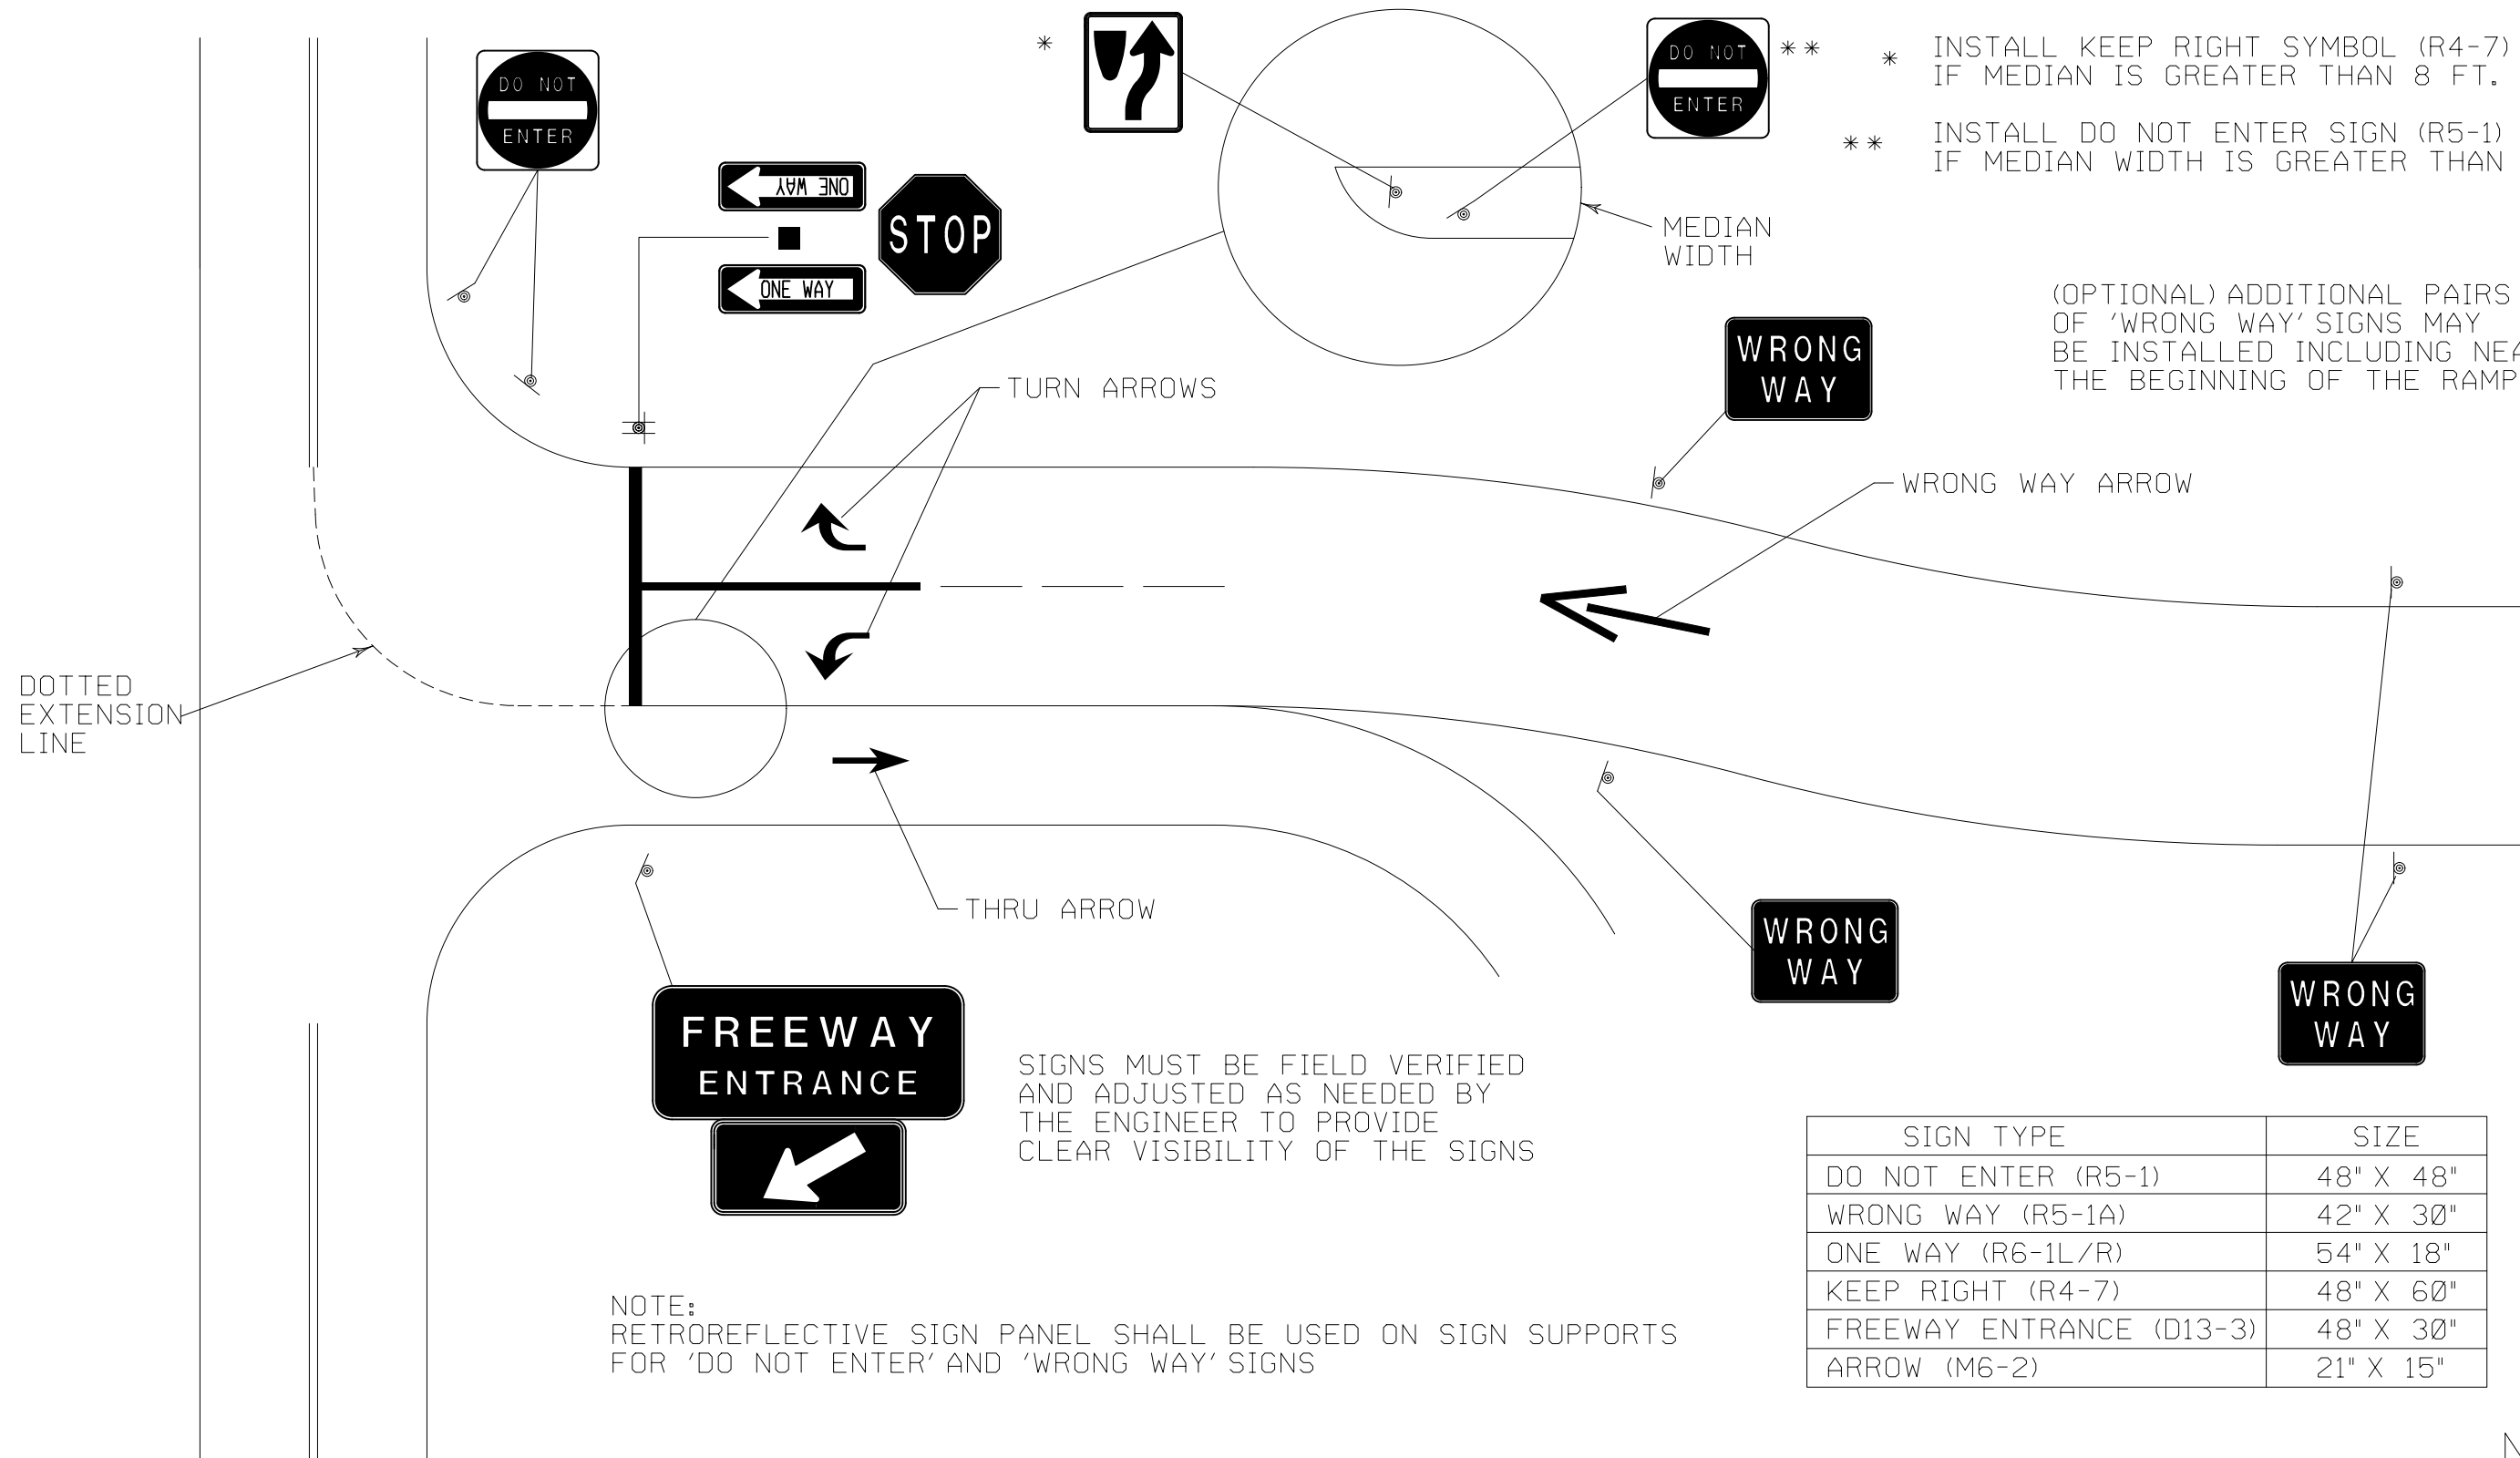 DO NOT
ENTER
ONE WAY
ONE WAY
STOP
*
DO NOT
ENTER
**
* INSTALL KEEP RIGHT SYMBOL (R4-7)
IF MEDIAN IS GREATER THAN 8 FT.
** INSTALL DO NOT ENTER SIGN (R5-1)
IF MEDIAN WIDTH IS GREATER THAN
MEDIAN
WIDTH
(OPTIONAL) ADDITIONAL PAIRS
OF 'WRONG WAY' SIGNS MAY
BE INSTALLED INCLUDING
THE BEGINNING OF THE RAMP
WRONG
WAY
TURN ARROWS
WRONG WAY ARROW
DOTTED
EXTENSION
LINE
THRU ARROW
WRONG
WAY
WRONG
WAY
FREEWAY
ENTRANCE
SIGNS MUST BE FIELD VERIFIED
AND ADJUSTED AS NEEDED BY
THE ENGINEER TO PROVIDE
CLEAR VISIBILITY OF THE SIGNS
SIGN TYPE SIZE
DO NOT ENTER (R5-1) 48" X 48"
WRONG WAY (R5-1A) 42" X 30"
ONE WAY (R6-1L/R) 54" X 18"
KEEP RIGHT (R4-7) 48" X 60"
FREEWAY ENTRANCE (D13-3) 48" X 30"
ARROW (M6-2) 21" X 15"
NOTE:
RETROREFLECTIVE SIGN PANEL SHALL BE USED ON SIGN SUPPORTS
FOR 'DO NOT ENTER' AND 'WRONG WAY' SIGNS